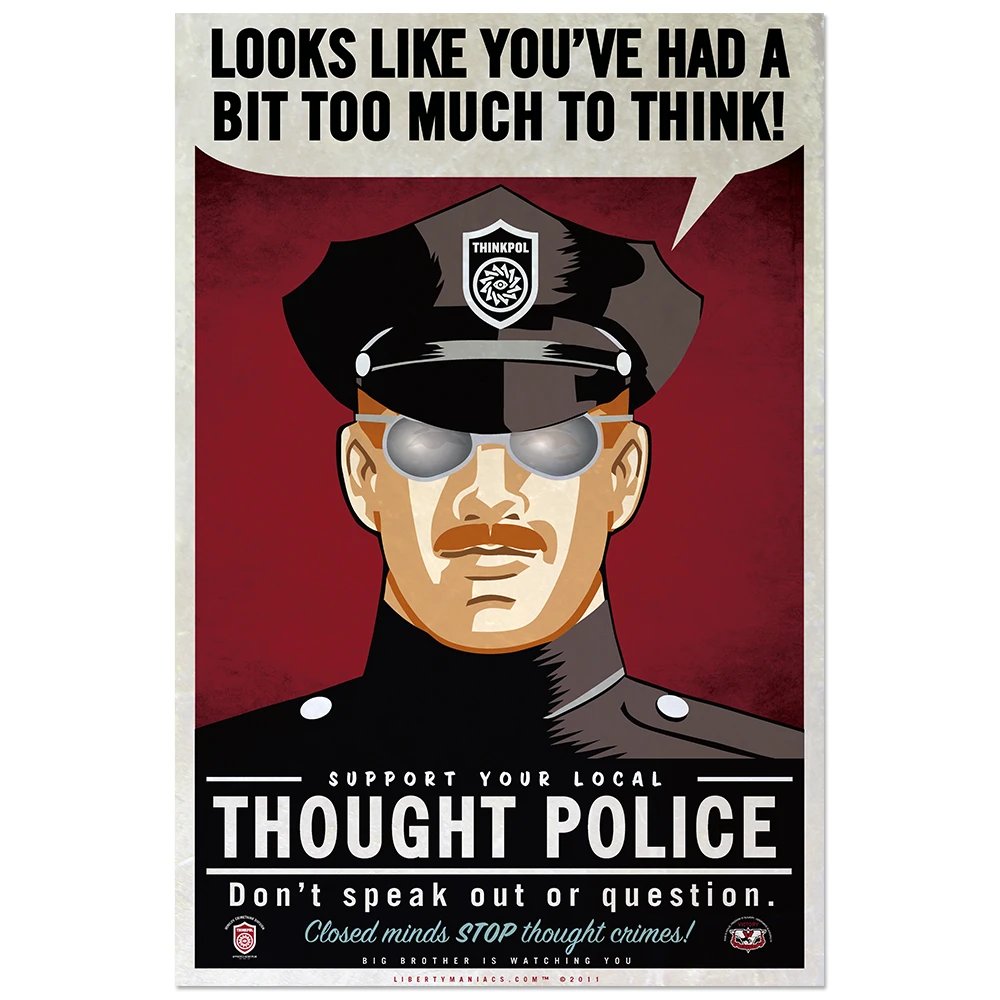 LOOKS LIKE YOU'VE HAD A
BIT TOO MUCH TO THINK!
THINKPOL
SUPPORT YOUR LOCAL
THOUGHT POLICE
Don't speak out or question.
Closed minds STOP thought crimes!
THINKPOL
BIG BROTHER IS WATCHING YOU
LIBERTYMANIACS.COM™ ©2011